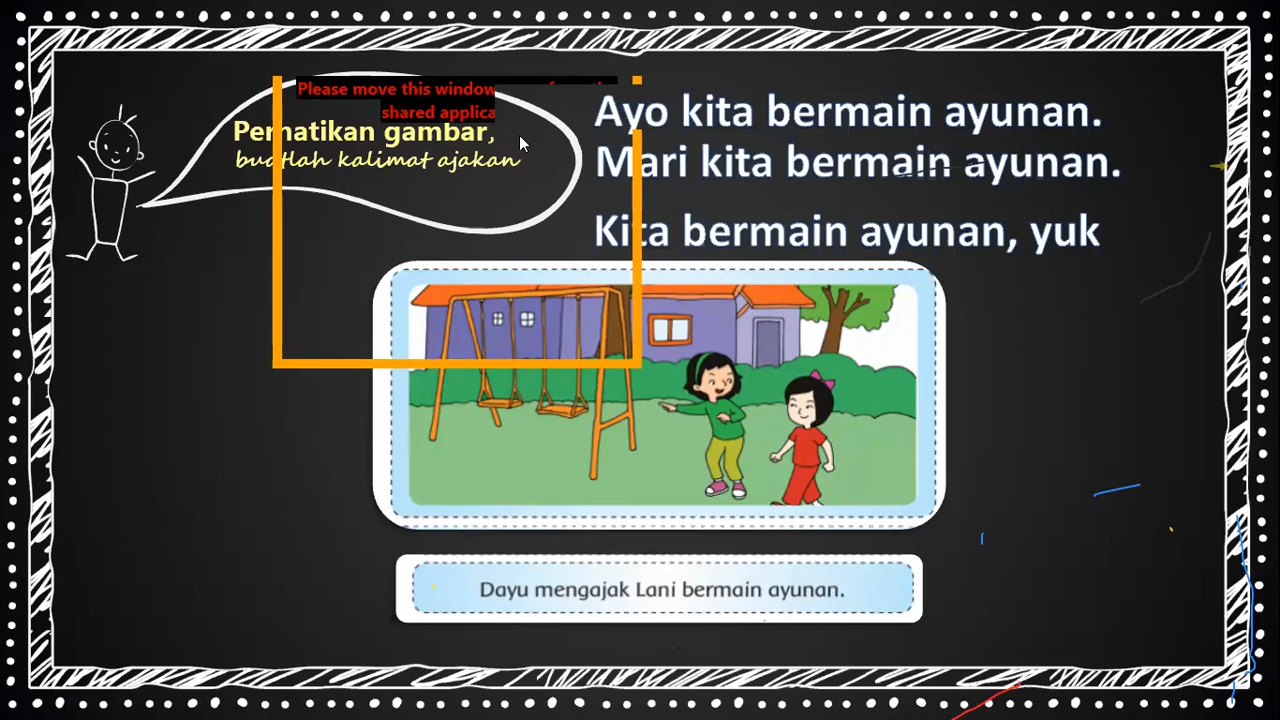 Please move this window
shared applica
Perhatikan gambar,
buatlah kalimat ajakan
Ayo kita bermain ayunan.
Mari kita bermain ayunan.
Kita bermain ayunan, yuk
Dayu mengajak Lani bermain ayunan.